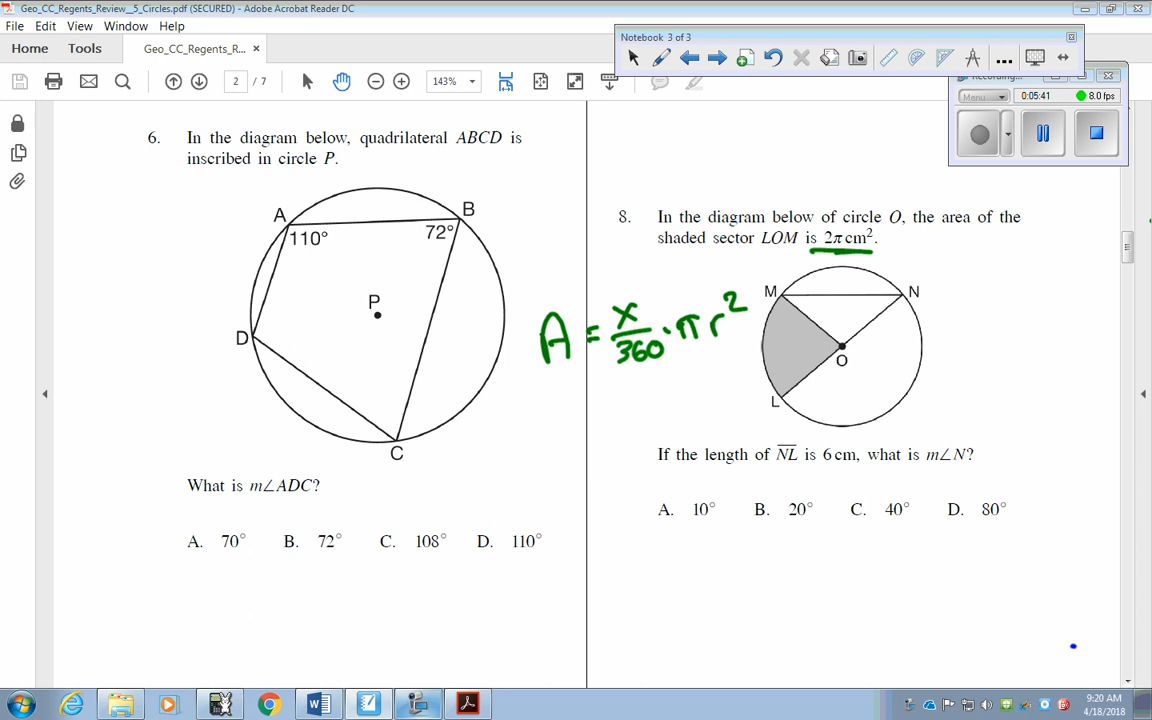 Geo_CC_Regents_Review__5_Circles.pdf (SECURED) - Adobe Acrobat Reader DC
File Edit View Window Help
Notebook 3 of 3
Home Tools Geo_CC_Regents_R... ×
2 / 7 143%
Recording...
Menu 0:05:41 8.0 fps
6. In the diagram below, quadrilateral ABCD is
inscribed in circle P.
A B
110° 72°
P
D
C
What is m∠ADC?
A. 70° B. 72° C. 108° D. 110°
8. In the diagram below of circle O, the area of the
shaded sector LOM is 2π cm².
A = x/360 · πr²
M N
O
L
If the length of N̅L̅ is 6 cm, what is m∠N?
A. 10° B. 20° C. 40° D. 80°
9:20 AM
4/18/2018